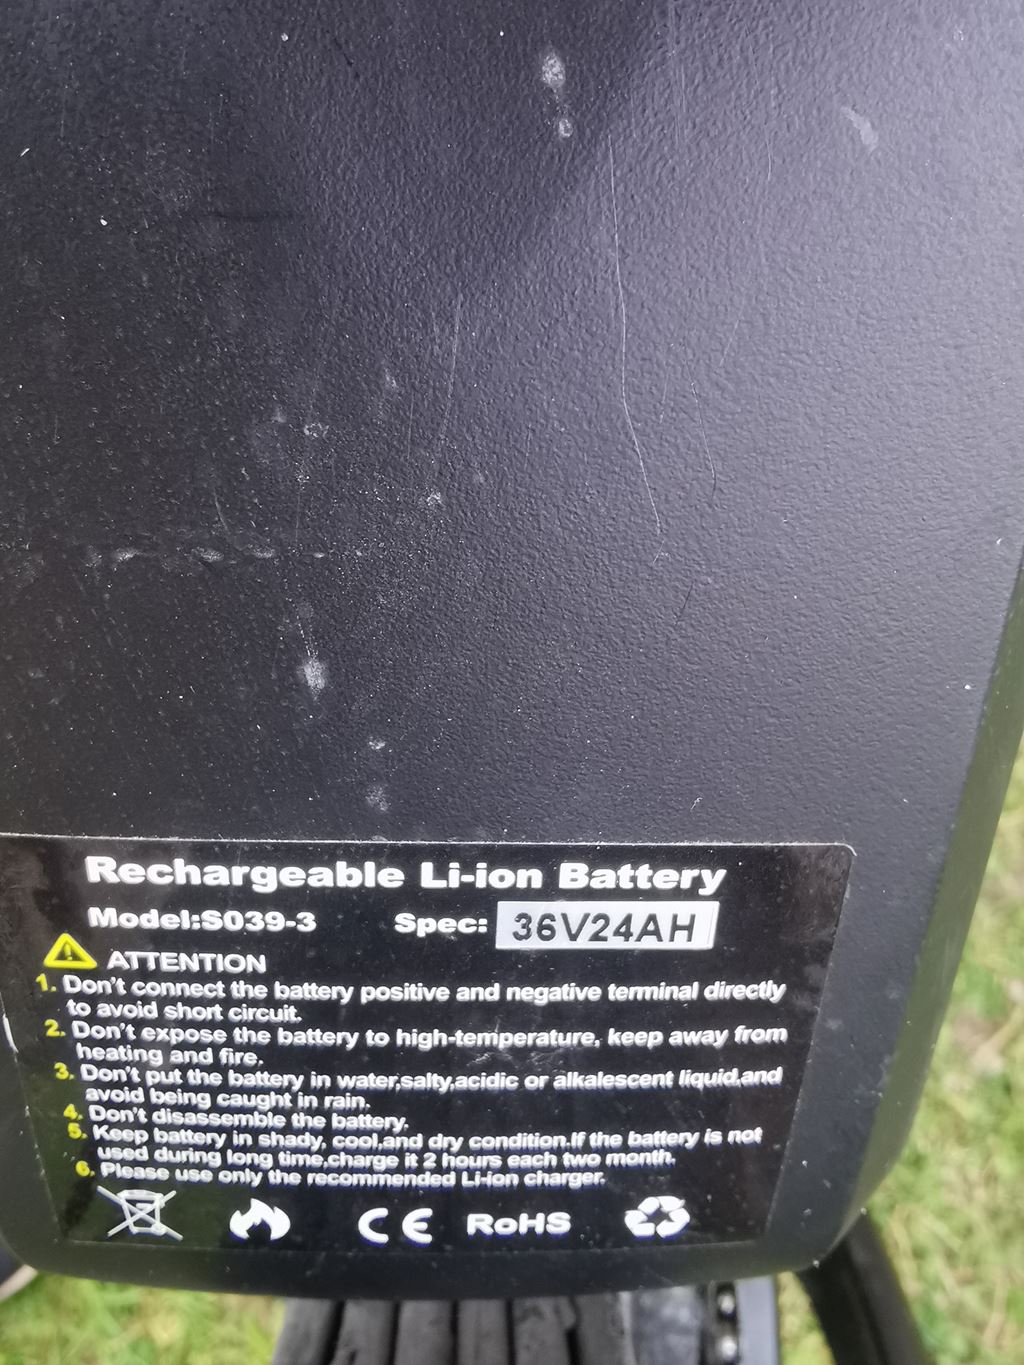 Rechargeable Li-ion Battery
Model:S039-3 Spec: 36V24AH
ATTENTION
1. Don't connect the battery positive and negative terminal directly
to avoid short circuit.
2. Don't expose the battery to high-temperature, keep away from
heating and fire.
3. Don't put the battery in water,salty,acidic or alkalescent liquid,and
avoid being caught in rain.
4. Don't disassemble the battery.
5. Keep battery in shady, cool,and dry condition.If the battery is not
used during long time,charge it 2 hours each two month.
6. Please use only the recommended Li-ion charger.
CE RoHS